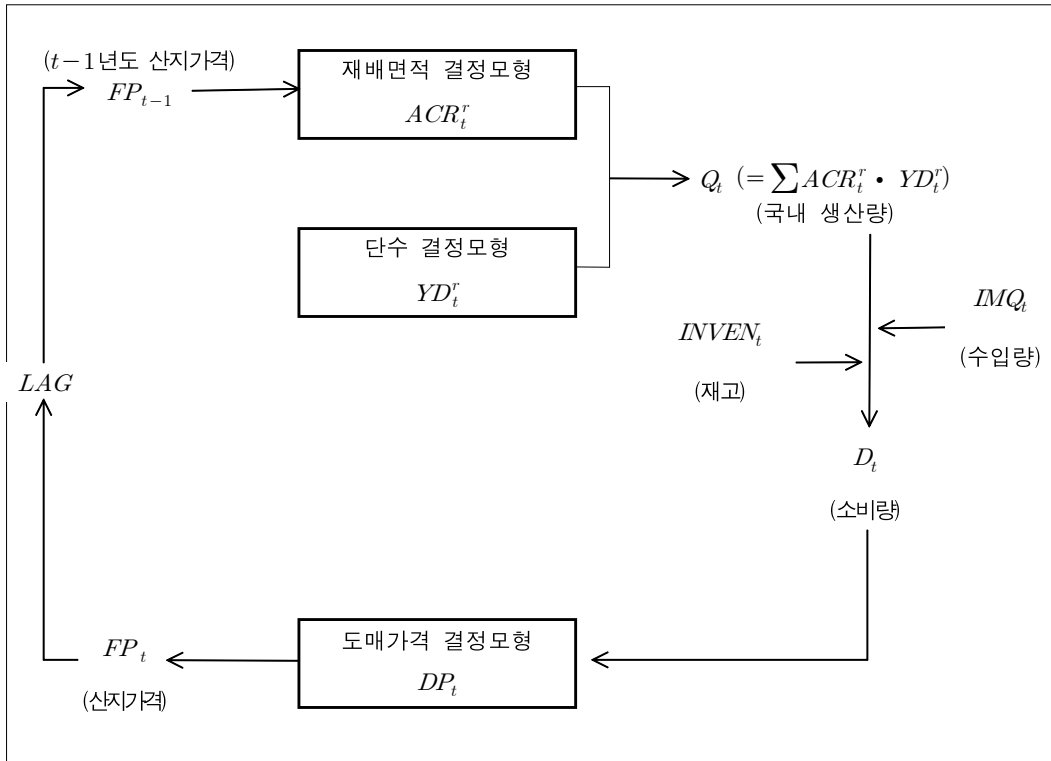 (t−1년도 산지가격)
FP_{t−1}
재배면적 결정모형
ACR_t^r
Q_t (=∑ACR_t^r • YD_t^r)
(국내 생산량)
단수 결정모형
YD_t^r
IMQ_t
(수입량)
INVEN_t
(재고)
LAG
D_t
(소비량)
도매가격 결정모형
DP_t
FP_t
(산지가격)